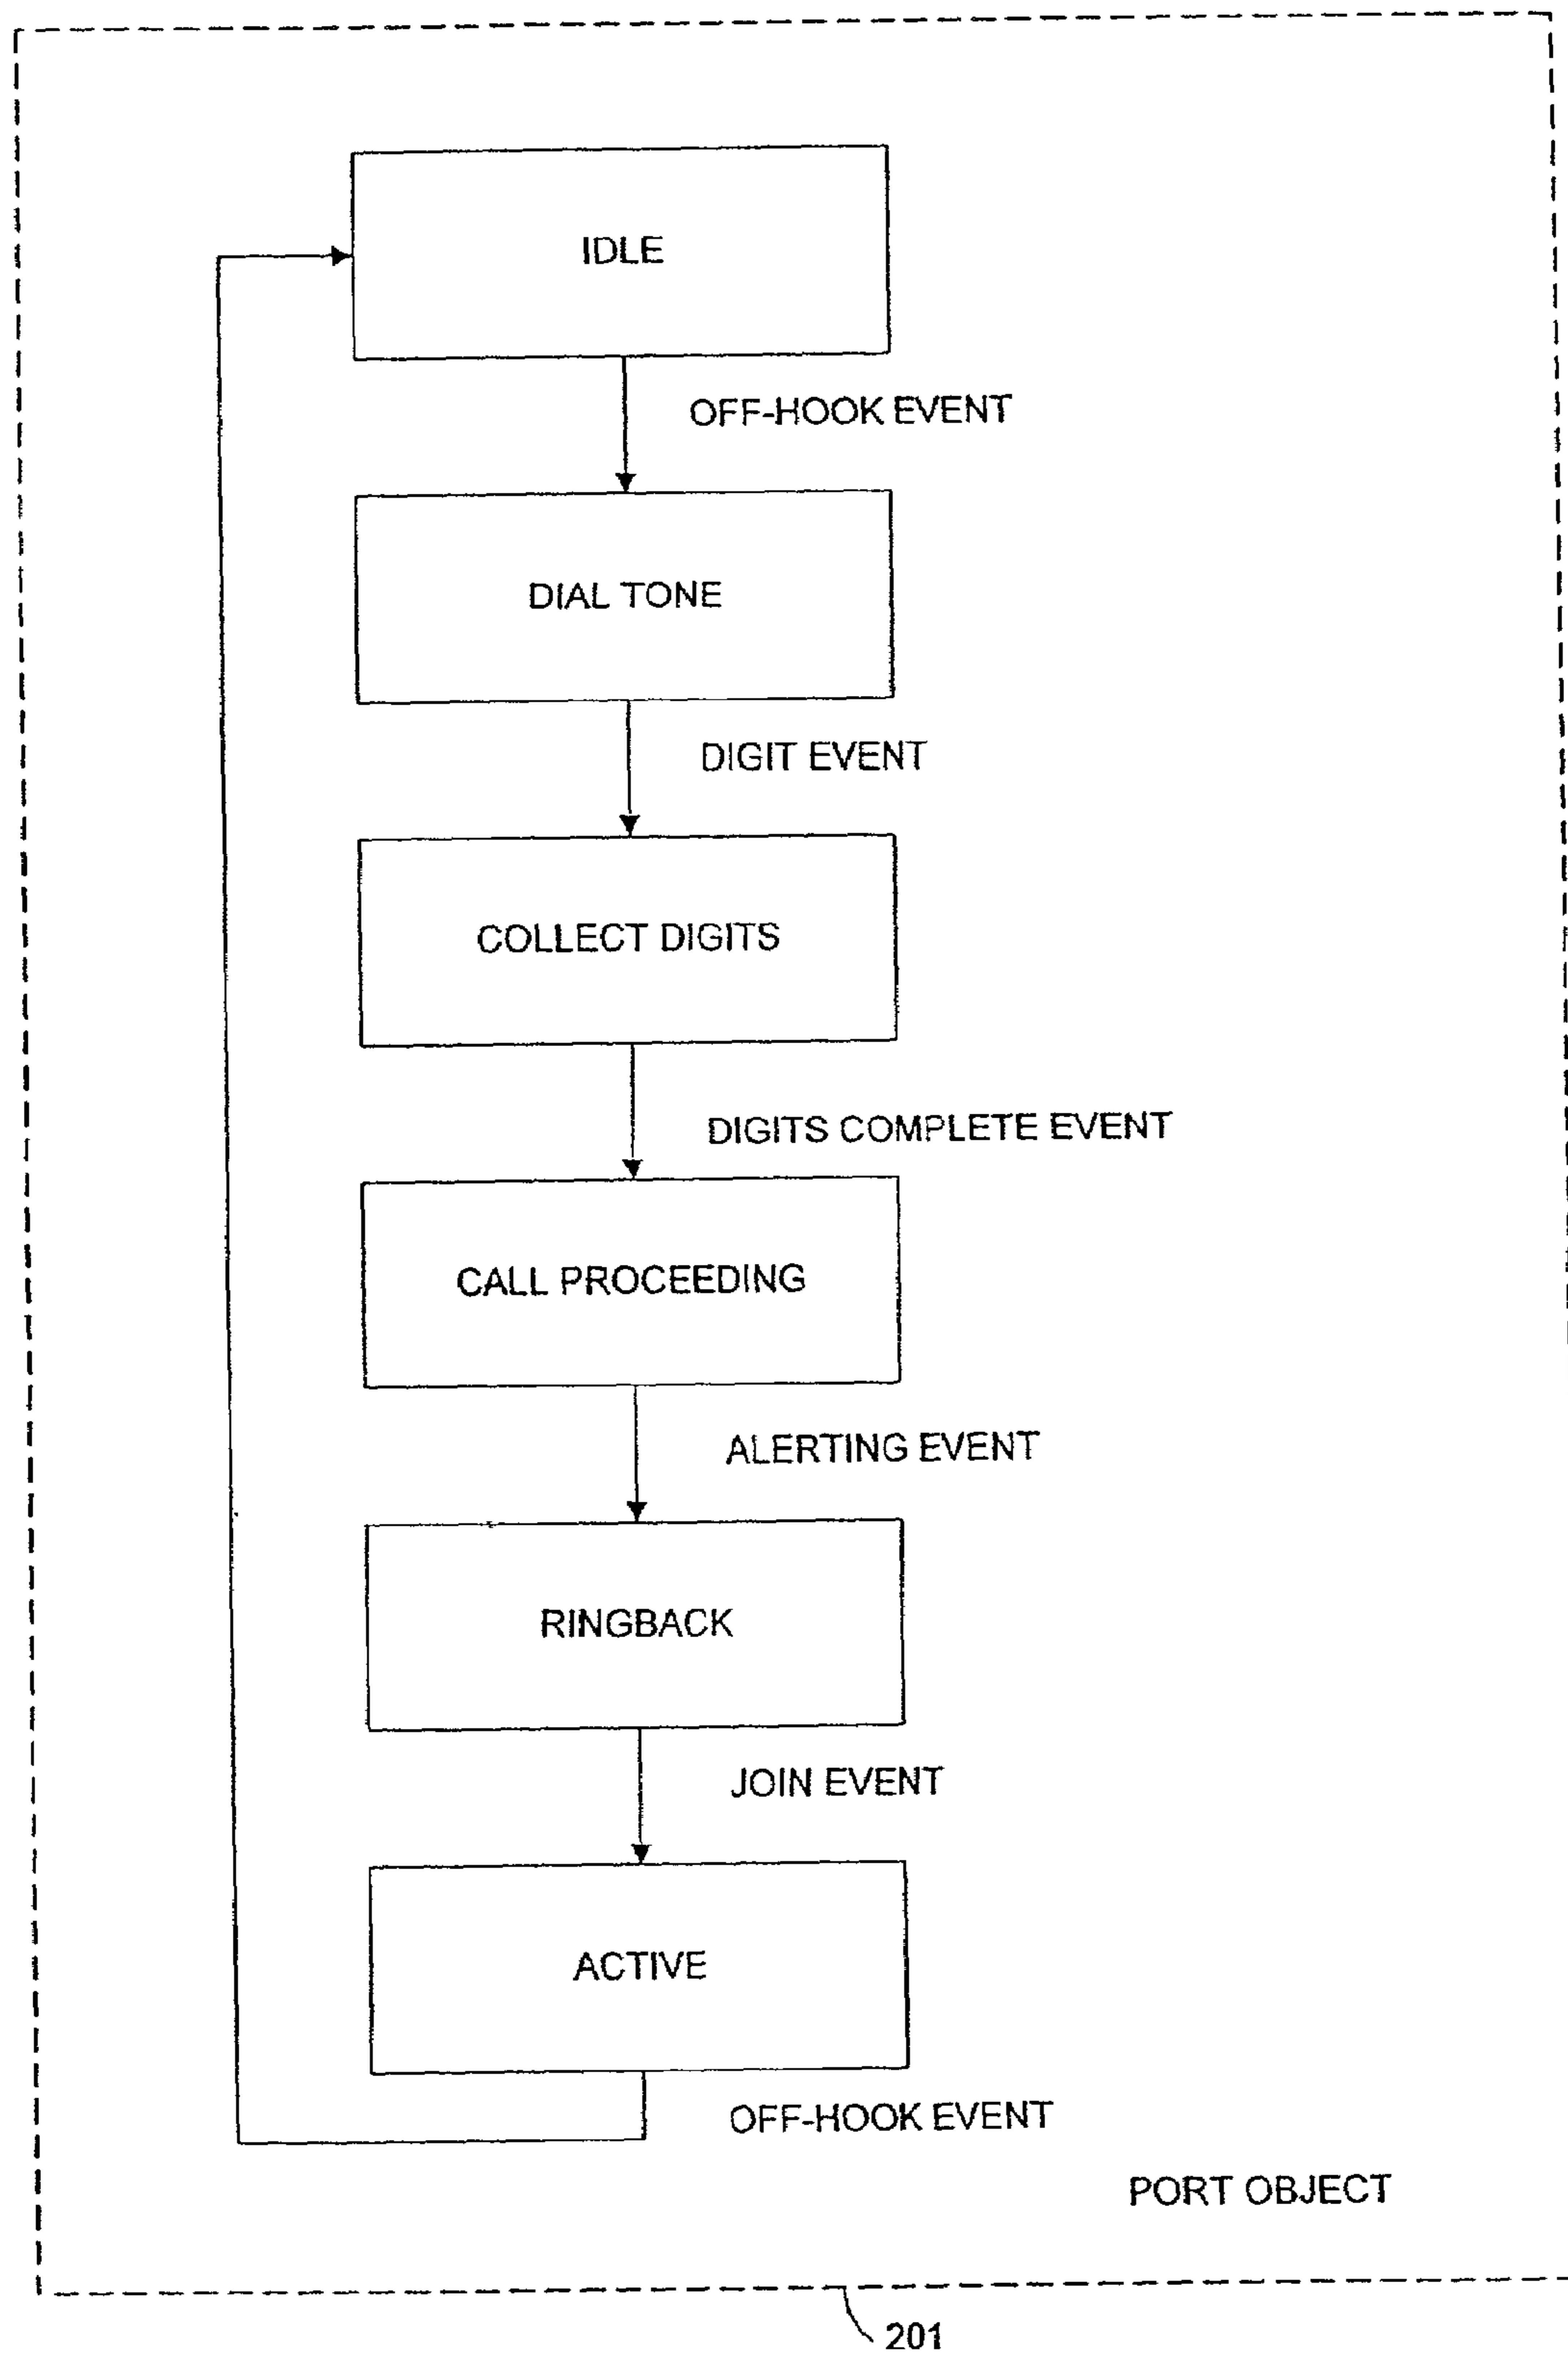 IDLE
OFF-HOOK EVENT
DIAL TONE
DIGIT EVENT
COLLECT DIGITS
DIGITS COMPLETE EVENT
CALL PROCEEDING
ALERTING EVENT
RINGBACK
JOIN EVENT
ACTIVE
OFF-HOOK EVENT
PORT OBJECT
201